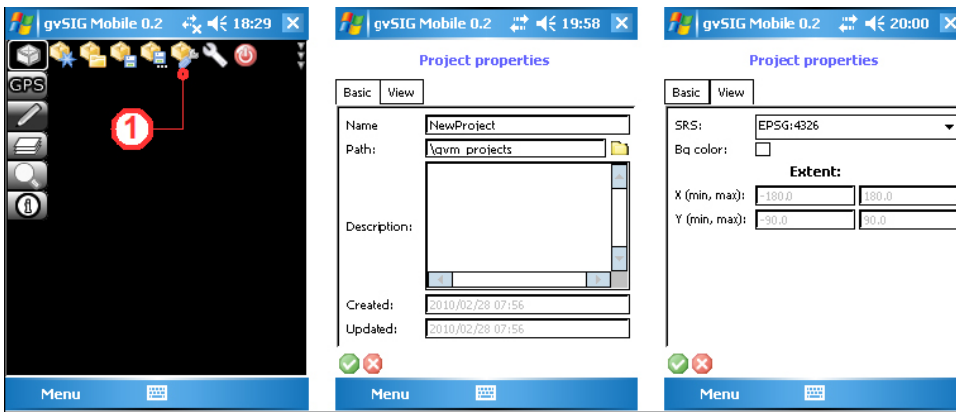 gvSIG Mobile 0.2 18:29
GPS
1
Menu
gvSIG Mobile 0.2 19:58
Project properties
Basic View
Name NewProject
Path: \gvm_projects
Description:
Created: 2010/02/28 07:56
Updated: 2010/02/28 07:56
Menu
gvSIG Mobile 0.2 20:00
Project properties
Basic View
SRS: EPSG:4326
Bg color:
Extent:
X (min, max): -180.0 180.0
Y (min, max): -90.0 90.0
Menu